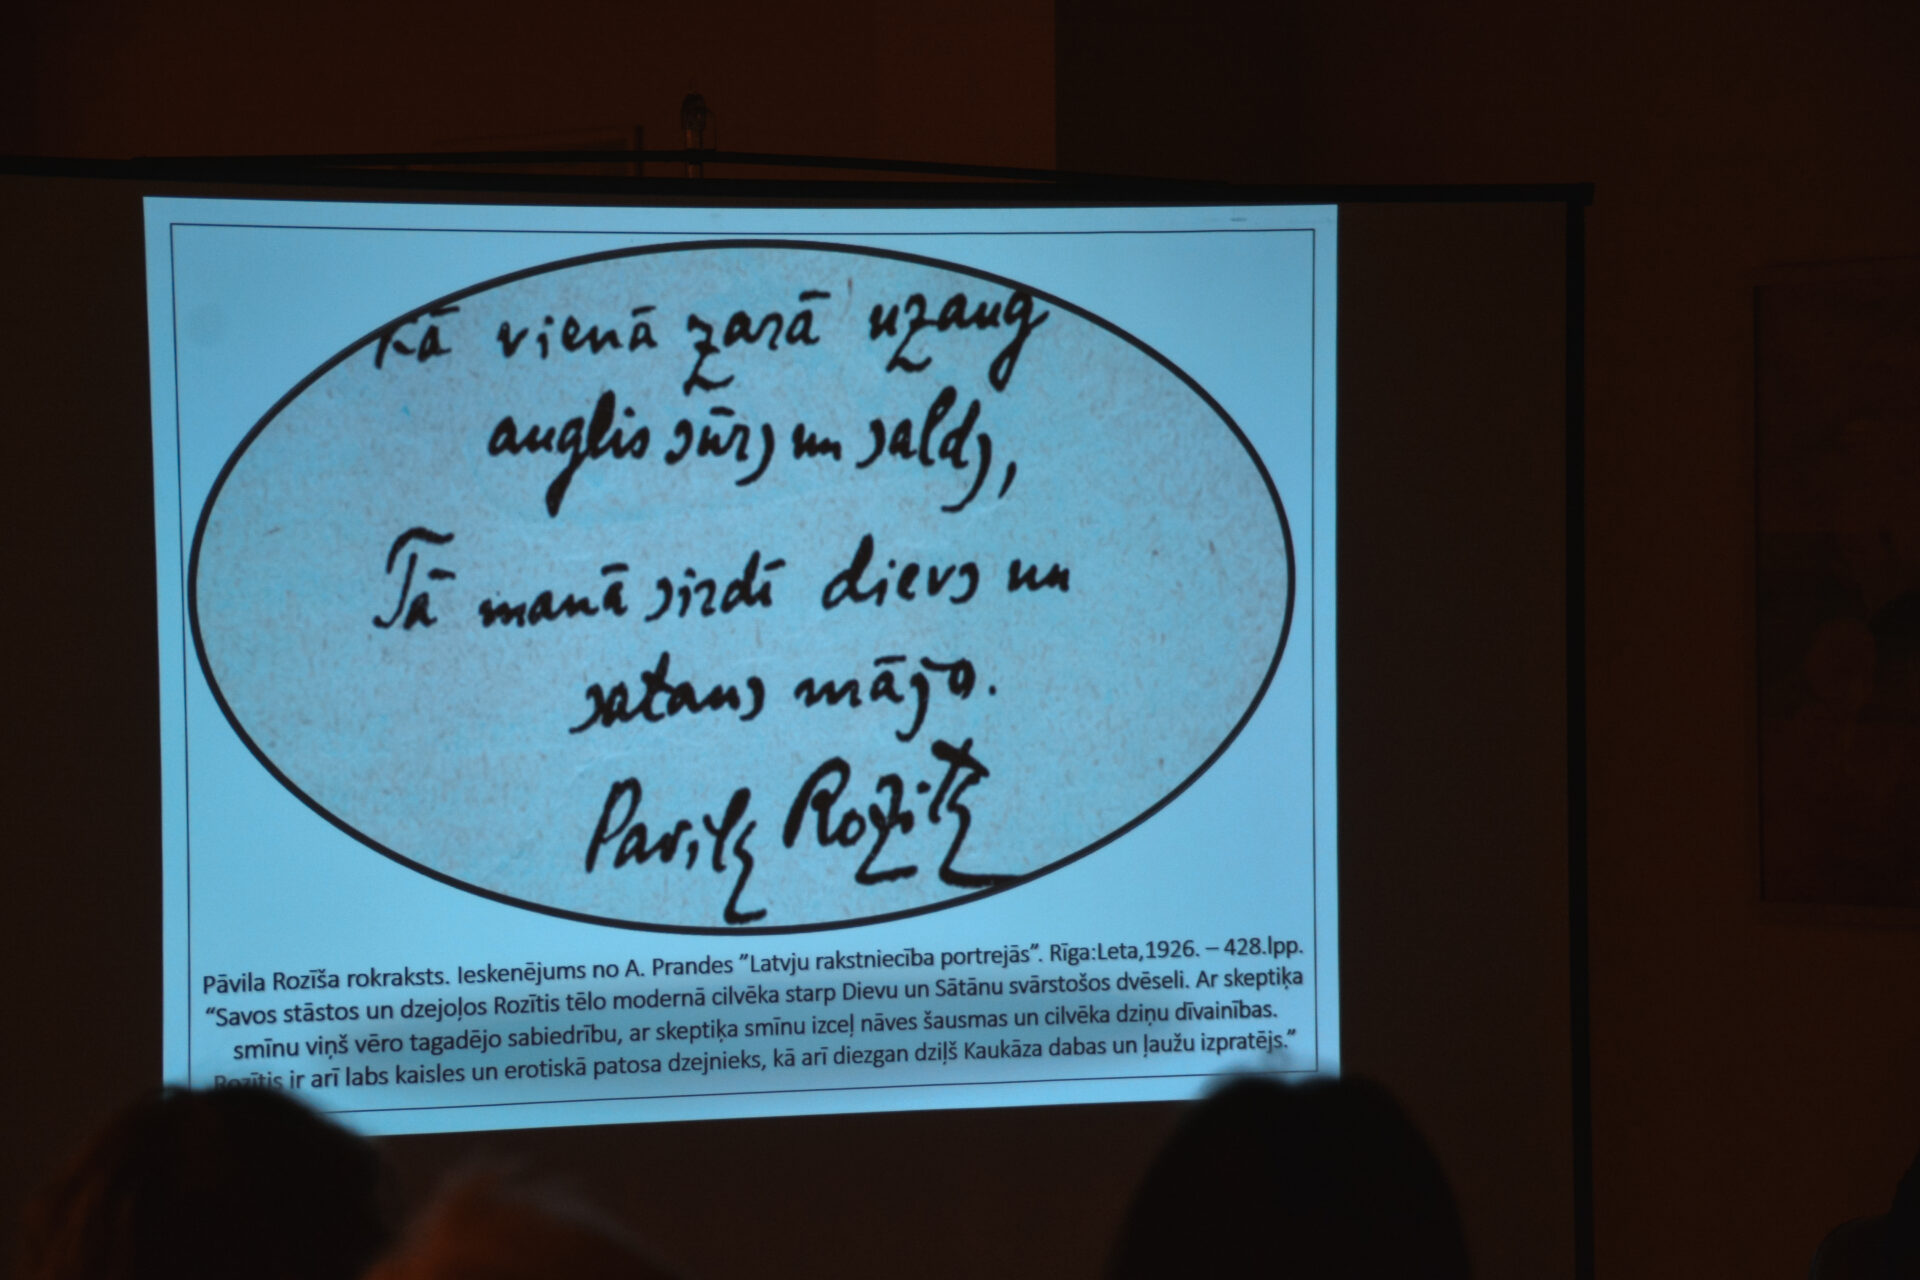 Kā vienā zarā uzaug
auglis sūrs un salds,
Tā manā sirdī dievs un
satans mājo.
Pavils Rozits
Pāvila Rozīša rokraksts. Ieskenējums no A. Prandes ”Latvju rakstniecība portrejās”. Rīga:Leta,1926. – 428.lpp.
“Savos stāstos un dzejoļos Rozītis tēlo modernā cilvēka starp Dievu un Sātānu svārstošos dvēseli. Ar skeptiķa
smīnu viņš vēro tagadējo sabiedrību, ar skeptiķa smīnu izceļ nāves šausmas un cilvēka dziņu dīvainības.
Rozītis ir arī labs kaisles un erotiskā patosa dzejnieks, kā arī diezgan dziļš Kaukāza dabas un ļaužu izpratējs.”